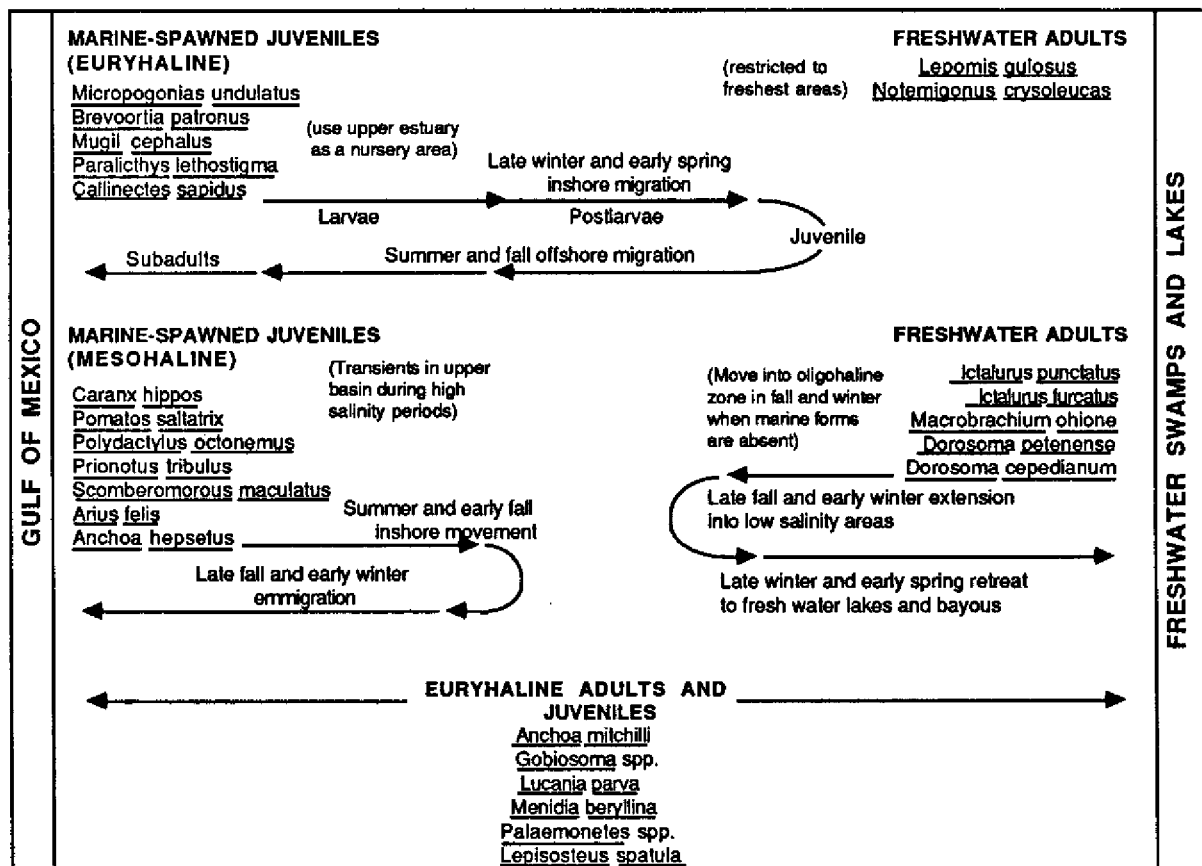 GULF OF MEXICO
MARINE-SPAWNED JUVENILES
(EURYHALINE)
Micropogonias undulatus
Brevoortia patronus
Mugil cephalus
Paralicthys lethostigma
Callinectes sapidus
(use upper estuary
as a nursery area)
Late winter and early spring
inshore migration
Larvae
Postlarvae
Juvenile
Summer and fall offshore migration
Subadults
FRESHWATER ADULTS
(restricted to
freshest areas)
Lepomis gulosus
Notemigonus crysoleucas
MARINE-SPAWNED JUVENILES
(MESOHALINE)
(Transients in upper
basin during high
salinity periods)
Caranx hippos
Pomatos saltatrix
Polydactylus octonemus
Prionotus tribulus
Scomberomorous maculatus
Arius felis
Anchoa hepsetus
Summer and early fall
inshore movement
Late fall and early winter
emmigration
FRESHWATER ADULTS
(Move into oligohaline
zone in fall and winter
when marine forms
are absent)
Ictalurus punctatus
Ictalurus furcatus
Macrobrachium ohione
Dorosoma petenense
Dorosoma cepedianum
Late fall and early winter extension
into low salinity areas
Late winter and early spring retreat
to fresh water lakes and bayous
EURYHALINE ADULTS AND
JUVENILES
Anchoa mitchilli
Gobiosoma spp.
Lucania parva
Menidia beryllina
Palaemonetes spp.
Lepisosteus spatula
FRESHWATER SWAMPS AND LAKES